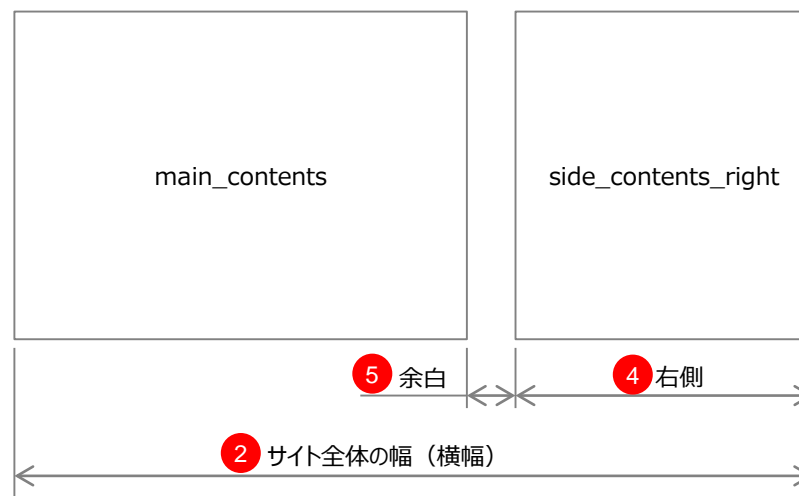 main_contents
side_contents_right
5 余白
4 右側
2 サイト全体の幅（横幅）